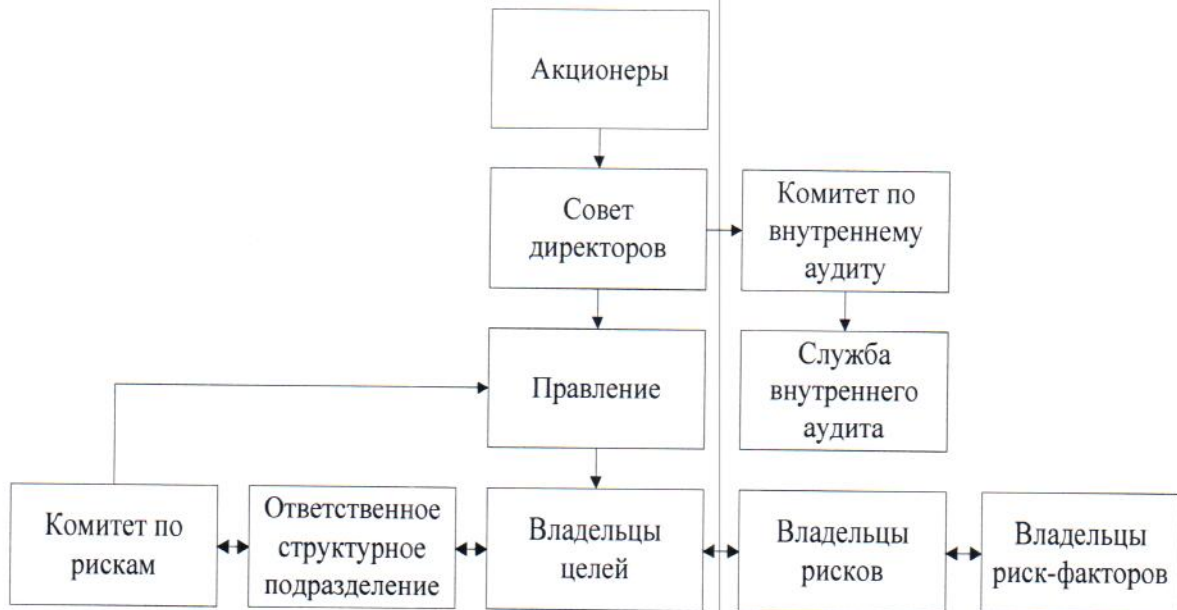 Акционеры
Совет
директоров
Комитет по
внутреннему
аудиту
Правление
Служба
внутреннего
аудита
Комитет по
рискам
Ответственное
структурное
подразделение
Владельцы
целей
Владельцы
рисков
Владельцы
риск-факторов